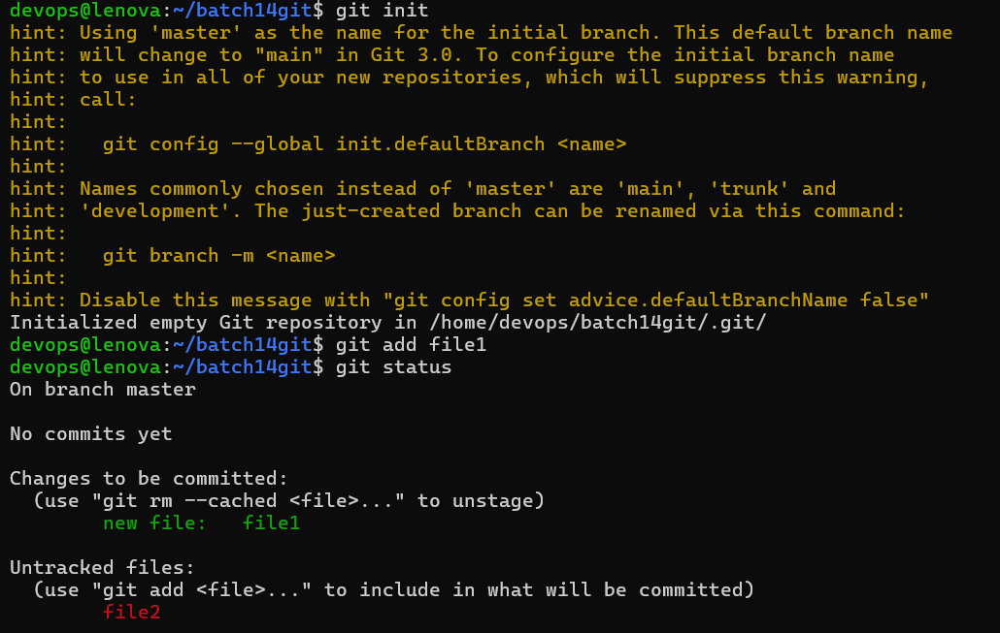 devops@lenova:~/batch14git$ git init
hint: Using 'master' as the name for the initial branch. This default branch name
hint: will change to "main" in Git 3.0. To configure the initial branch name
hint: to use in all of your new repositories, which will suppress this warning,
hint: call:
hint:
hint:   git config --global init.defaultBranch <name>
hint:
hint: Names commonly chosen instead of 'master' are 'main', 'trunk' and
hint: 'development'. The just-created branch can be renamed via this command:
hint:
hint:   git branch -m <name>
hint:
hint: Disable this message with "git config set advice.defaultBranchName false"
Initialized empty Git repository in /home/devops/batch14git/.git/
devops@lenova:~/batch14git$ git add file1
devops@lenova:~/batch14git$ git status
On branch master

No commits yet

Changes to be committed:
  (use "git rm --cached <file>..." to unstage)
        new file:   file1

Untracked files:
  (use "git add <file>..." to include in what will be committed)
        file2